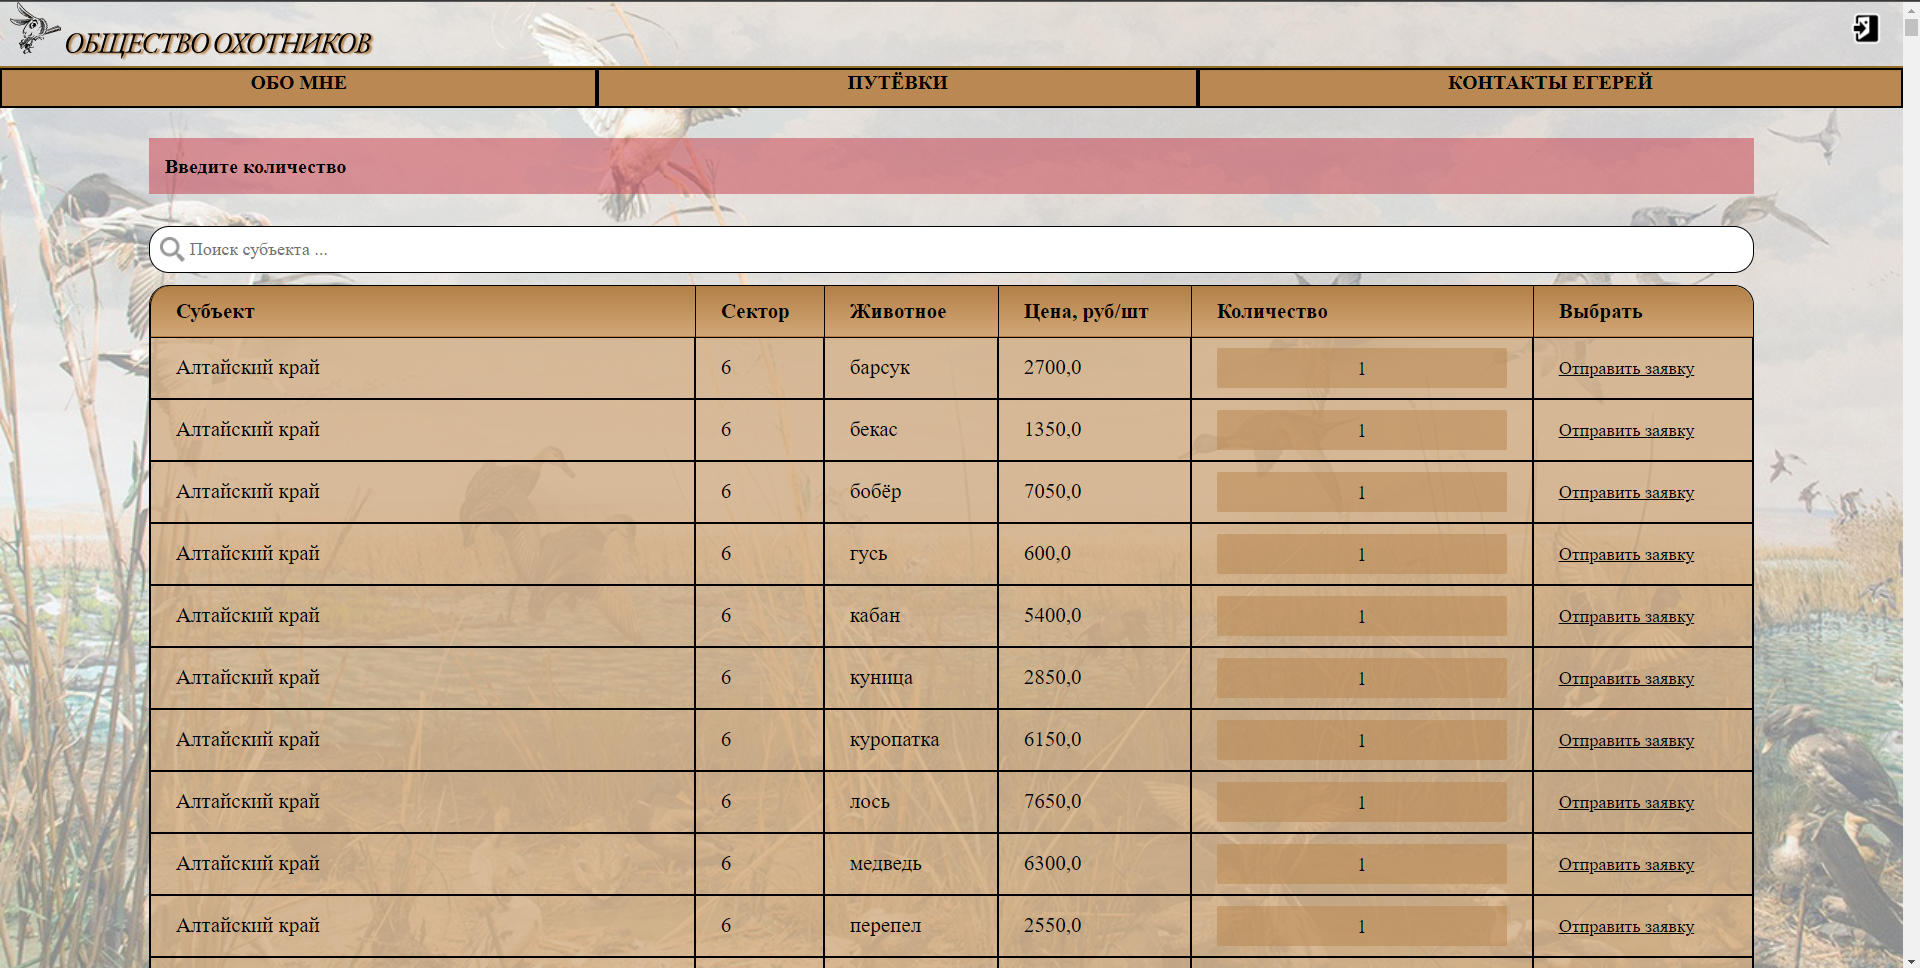 ОБЩЕСТВО ОХОТНИКОВ
ОБО МНЕ ПУТЁВКИ КОНТАКТЫ ЕГЕРЕЙ
Введите количество
Поиск субъекта ...
Субъект Сектор Животное Цена, руб/шт Количество Выбрать
Алтайский край 6 барсук 2700,0 1 Отправить заявку
Алтайский край 6 бекас 1350,0 1 Отправить заявку
Алтайский край 6 бобёр 7050,0 1 Отправить заявку
Алтайский край 6 гусь 600,0 1 Отправить заявку
Алтайский край 6 кабан 5400,0 1 Отправить заявку
Алтайский край 6 куница 2850,0 1 Отправить заявку
Алтайский край 6 куропатка 6150,0 1 Отправить заявку
Алтайский край 6 лось 7650,0 1 Отправить заявку
Алтайский край 6 медведь 6300,0 1 Отправить заявку
Алтайский край 6 перепел 2550,0 1 Отправить заявку